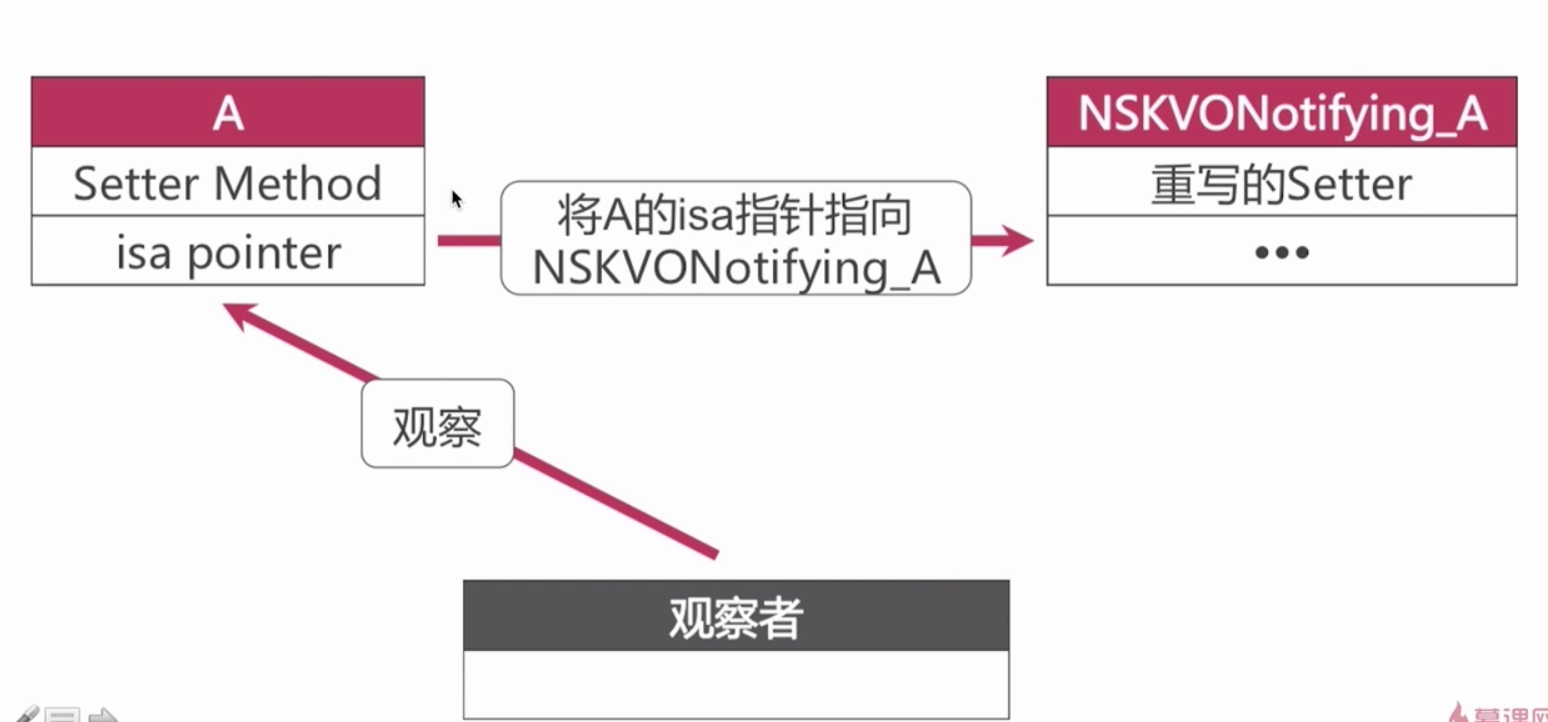 A
Setter Method
isa pointer
将A的isa指针指向
NSKVONotifying_A
NSKVONotifying_A
重写的Setter
•••
观察
观察者
慕课网